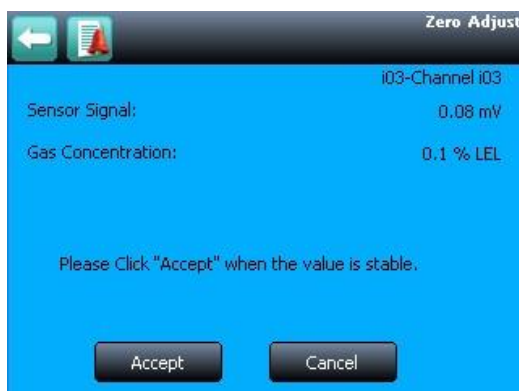 Zero Adjust
i03-Channel i03
Sensor Signal: 0.08 mV
Gas Concentration: 0.1 % LEL
Please Click "Accept" when the value is stable.
Accept Cancel